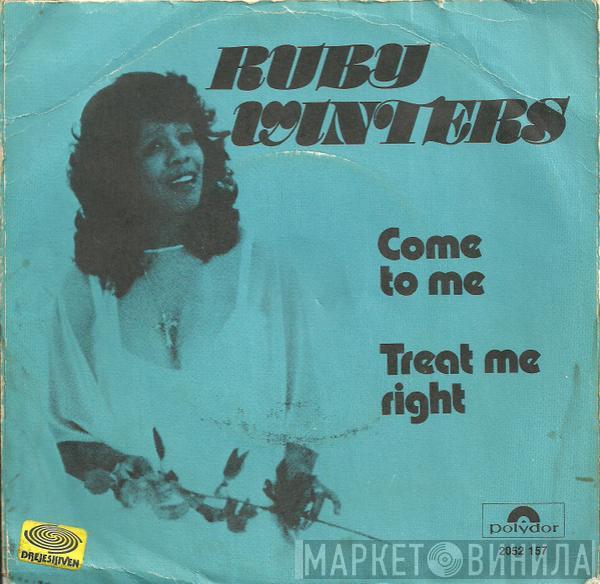 RUBY
WINTERS
Come
to me
Treat me
right
polydor
2052 157
DREJESKIVEN
МАРКЕТ ВИНИЛА